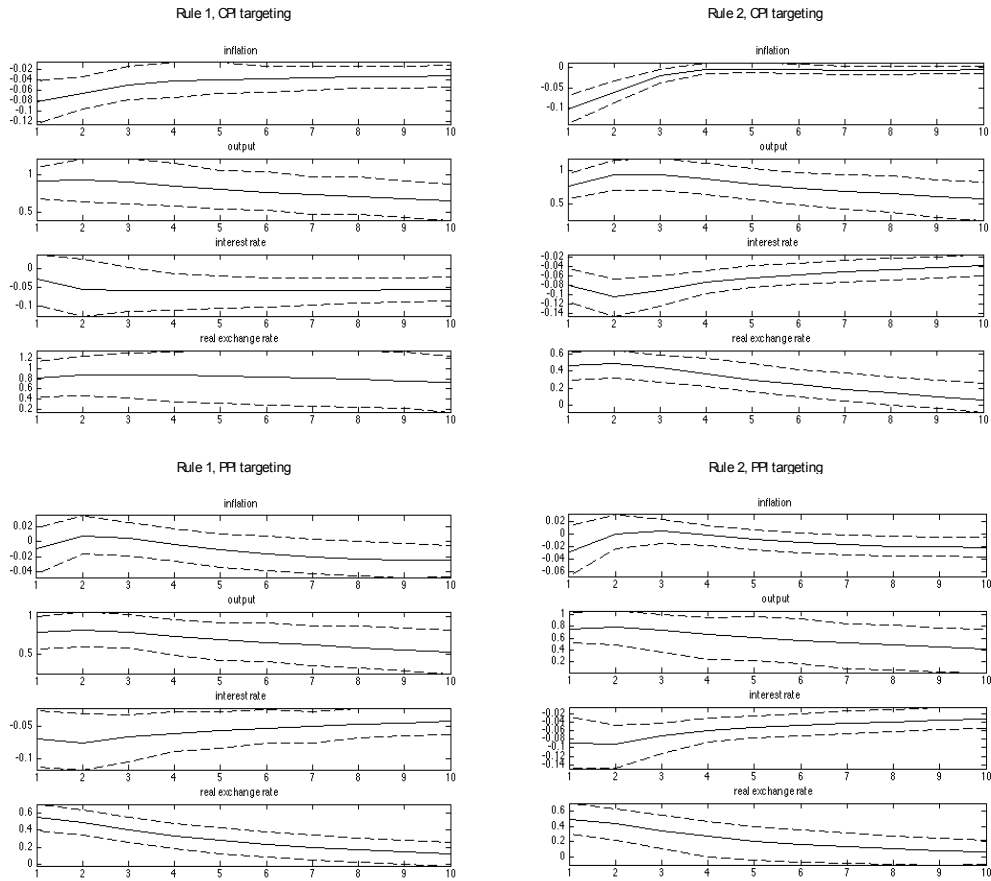 Rule 1, CPI targeting
inflation
-0.02
-0.04
-0.06
-0.08
-0.1
-0.12
1 2 3 4 5 6 7 8 9 10
output
1
0.5
1 2 3 4 5 6 7 8 9 10
interest rate
0
-0.05
-0.1
1 2 3 4 5 6 7 8 9 10
real exchange rate
1.2
1
0.8
0.6
0.4
0.2
1 2 3 4 5 6 7 8 9 10
Rule 2, CPI targeting
inflation
0
-0.05
-0.1
1 2 3 4 5 6 7 8 9 10
output
1
0.5
1 2 3 4 5 6 7 8 9 10
interest rate
-0.02
-0.04
-0.06
-0.08
-0.1
-0.12
-0.14
1 2 3 4 5 6 7 8 9 10
real exchange rate
0.6
0.4
0.2
0
1 2 3 4 5 6 7 8 9 10
Rule 1, PPI targeting
inflation
0.02
0
-0.02
-0.04
1 2 3 4 5 6 7 8 9 10
output
1
0.5
1 2 3 4 5 6 7 8 9 10
interest rate
-0.05
-0.1
1 2 3 4 5 6 7 8 9 10
real exchange rate
0.6
0.4
0.2
0
1 2 3 4 5 6 7 8 9 10
Rule 2, PPI targeting
inflation
0.02
0
-0.02
-0.04
-0.06
1 2 3 4 5 6 7 8 9 10
output
1
0.8
0.6
0.4
0.2
1 2 3 4 5 6 7 8 9 10
interest rate
-0.02
-0.04
-0.06
-0.08
-0.1
-0.12
-0.14
1 2 3 4 5 6 7 8 9 10
real exchange rate
0.6
0.4
0.2
0
1 2 3 4 5 6 7 8 9 10